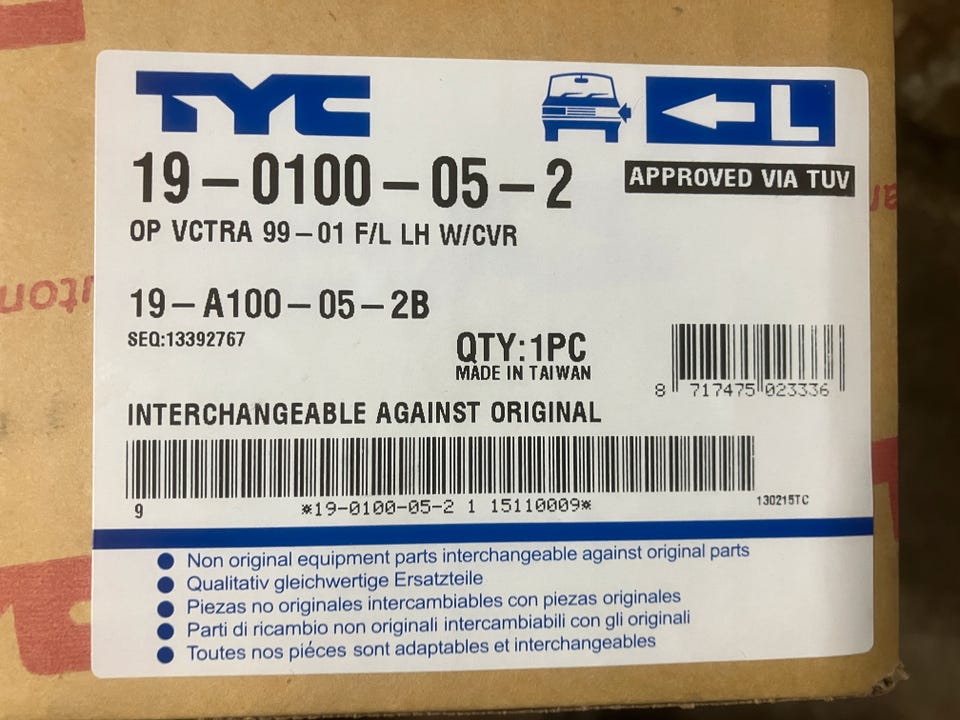 TYC
L
19-0100-05-2
APPROVED VIA TUV
OP VCTRA 99-01 F/L LH W/CVR
19-A100-05-2B
SEQ:13392767
QTY:1PC
MADE IN TAIWAN
8 717475 023336
INTERCHANGEABLE AGAINST ORIGINAL
9 *19-0100-05-2 1 15110009*
130215TC
Non original equipment parts interchangeable against original parts
Qualitativ gleichwertige Ersatzteile
Piezas no originales intercambiables con piezas originales
Parti di ricambio non originali intercambiabili con gli originali
Toutes nos piéces sont adaptables et interchangeables